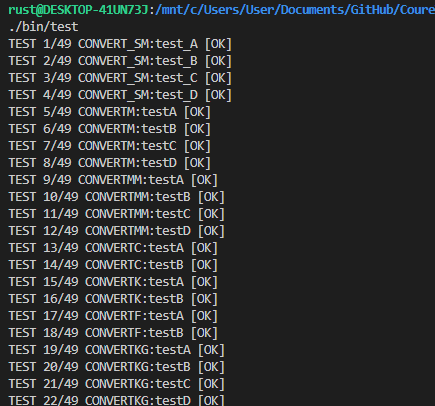 rust@DESKTOP-41UN73J:/mnt/c/Users/User/Documents/GitHub/Coure
./bin/test
TEST 1/49 CONVERT_SM:test_A [OK]
TEST 2/49 CONVERT_SM:test_B [OK]
TEST 3/49 CONVERT_SM:test_C [OK]
TEST 4/49 CONVERT_SM:test_D [OK]
TEST 5/49 CONVERTM:testA [OK]
TEST 6/49 CONVERTM:testB [OK]
TEST 7/49 CONVERTM:testC [OK]
TEST 8/49 CONVERTM:testD [OK]
TEST 9/49 CONVERTMM:testA [OK]
TEST 10/49 CONVERTMM:testB [OK]
TEST 11/49 CONVERTMM:testC [OK]
TEST 12/49 CONVERTMM:testD [OK]
TEST 13/49 CONVERTC:testA [OK]
TEST 14/49 CONVERTC:testB [OK]
TEST 15/49 CONVERTK:testA [OK]
TEST 16/49 CONVERTK:testB [OK]
TEST 17/49 CONVERTF:testA [OK]
TEST 18/49 CONVERTF:testB [OK]
TEST 19/49 CONVERTKG:testA [OK]
TEST 20/49 CONVERTKG:testB [OK]
TEST 21/49 CONVERTKG:testC [OK]
TEST 22/49 CONVERTKG:testD [OK]